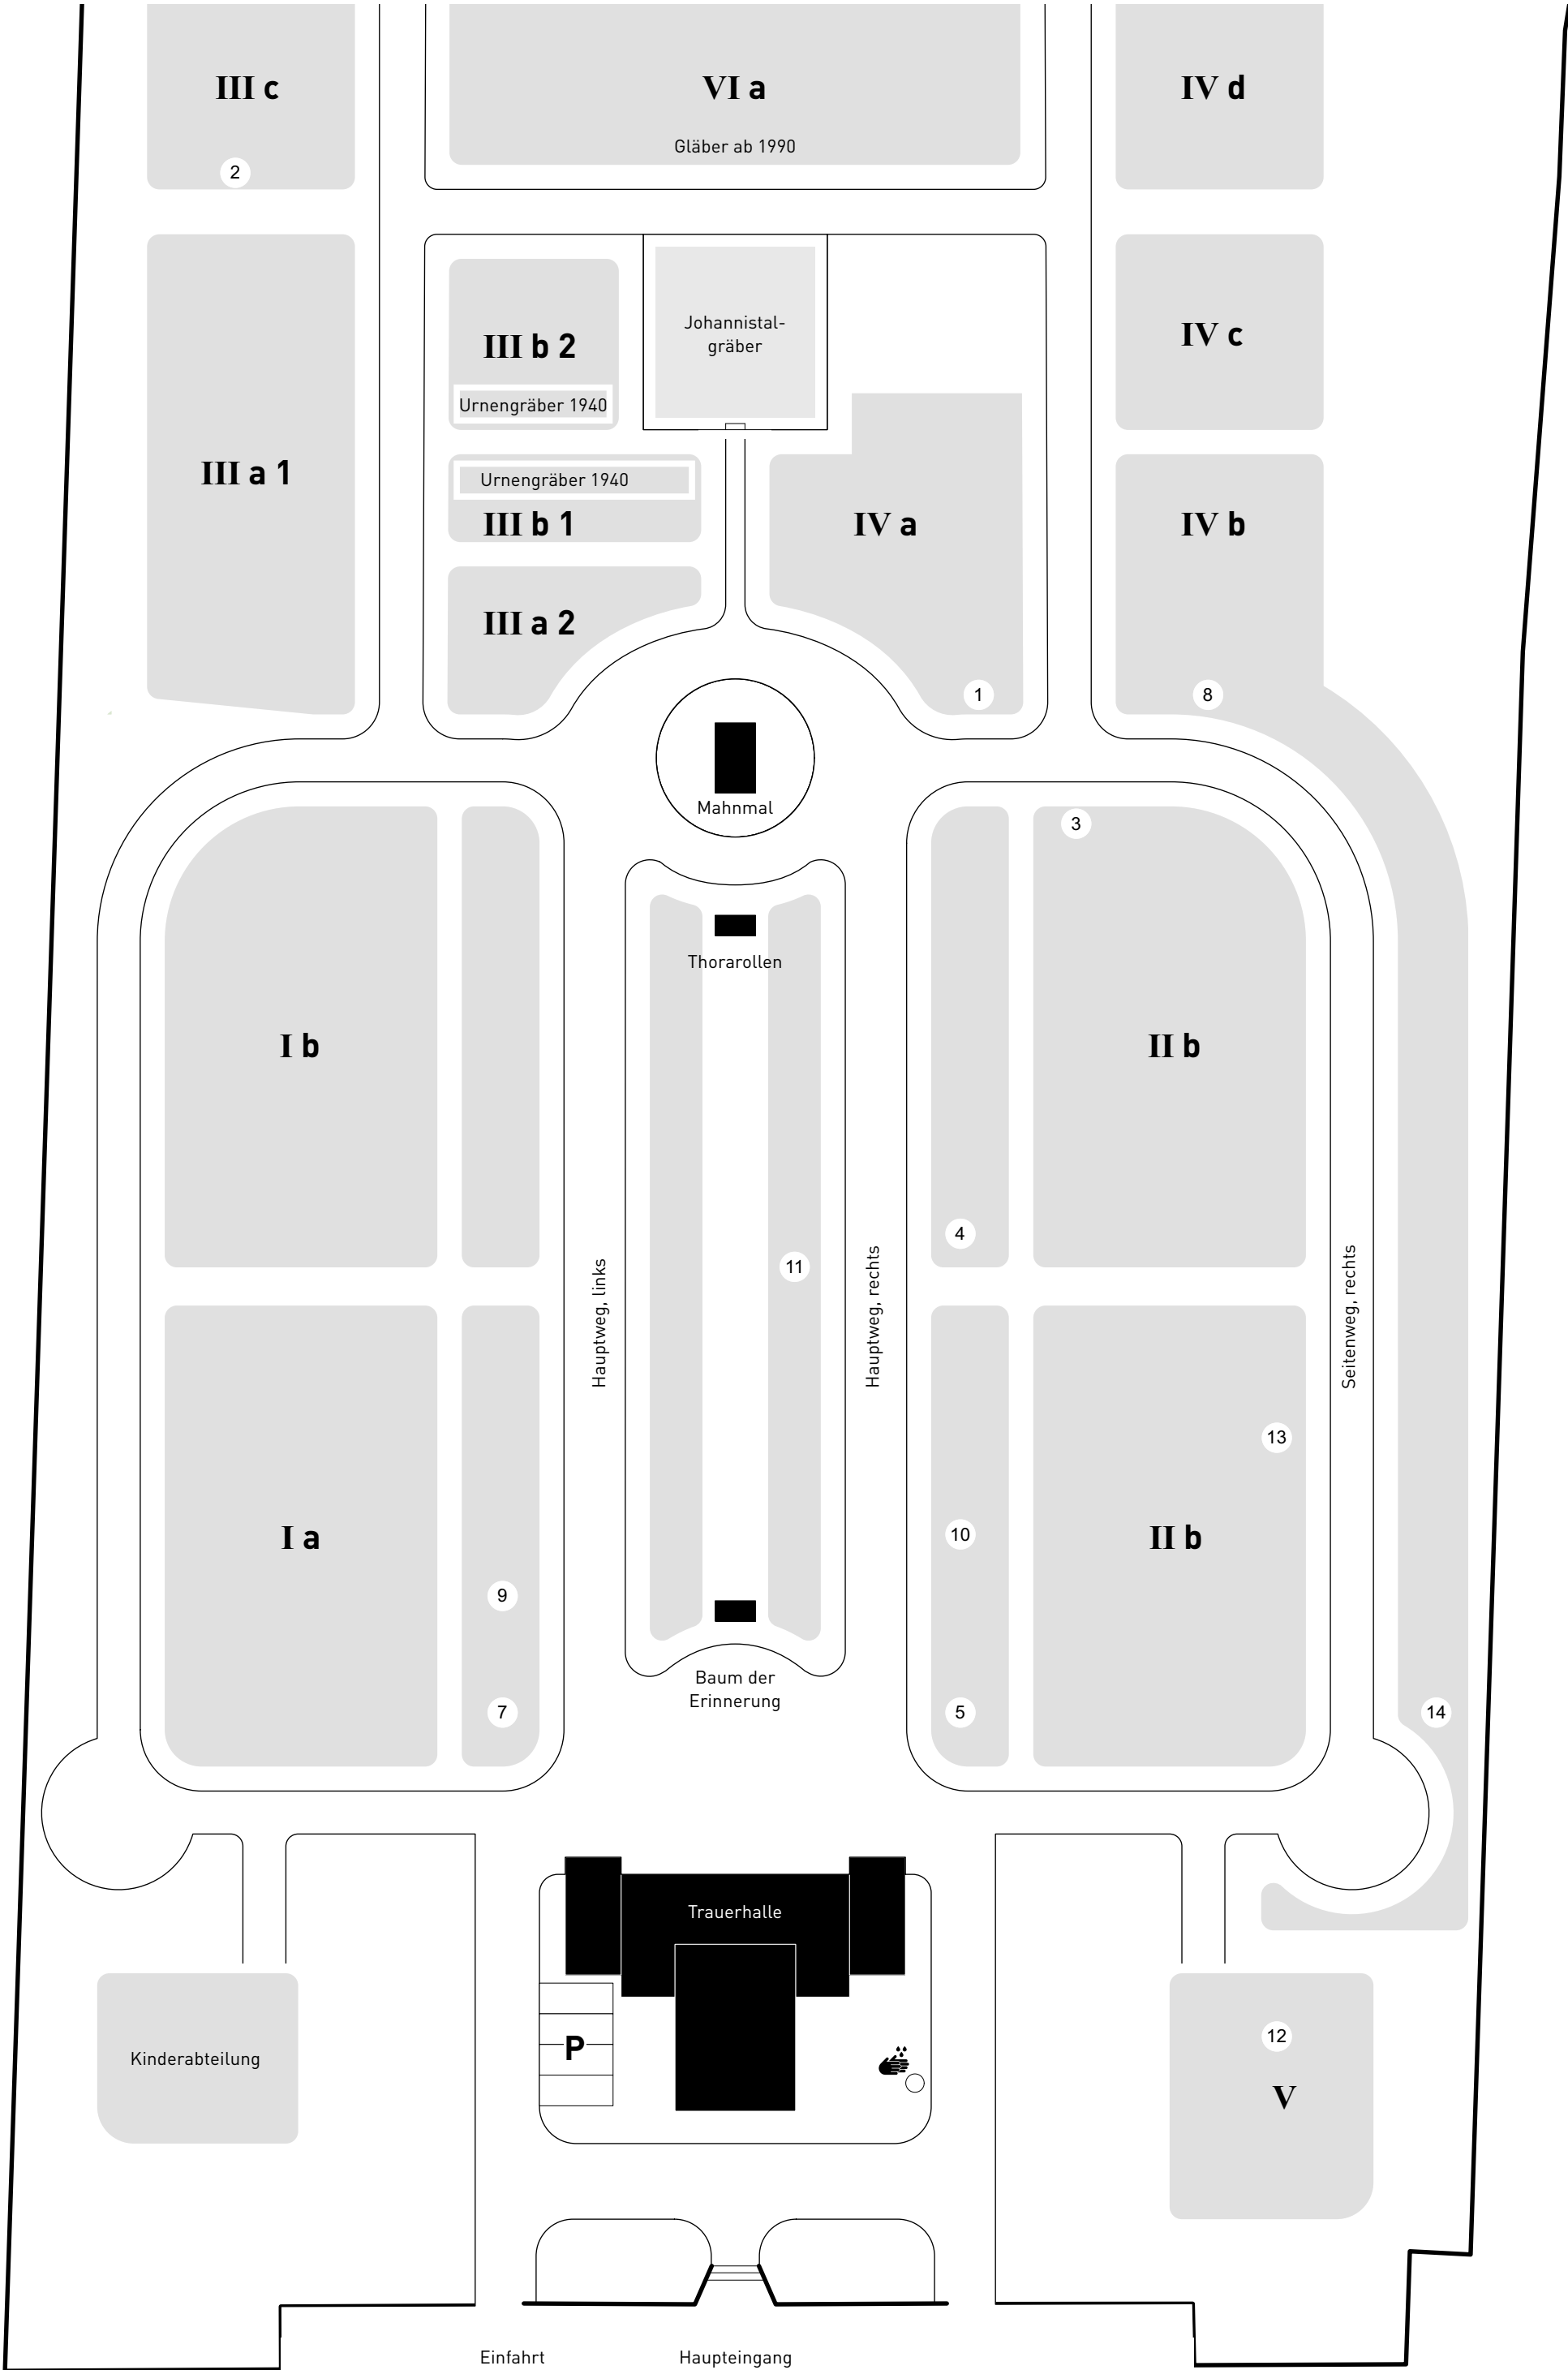 III c
VI a
IV d
Gläber ab 1990
2
Johannistal-
gräber
IV c
III b 2
Urnengräber 1940
III a 1
Urnengräber 1940
III b 1
IV a
IV b
III a 2
1
8
Mahnmal
3
Thorarollen
I b
II b
4
11
Hauptweg, links
Hauptweg, rechts
Seitenweg, rechts
13
I a
10
II b
9
Baum der
Erinnerung
7
5
14
Trauerhalle
P
Kinderabteilung
12
V
Einfahrt
Haupteingang